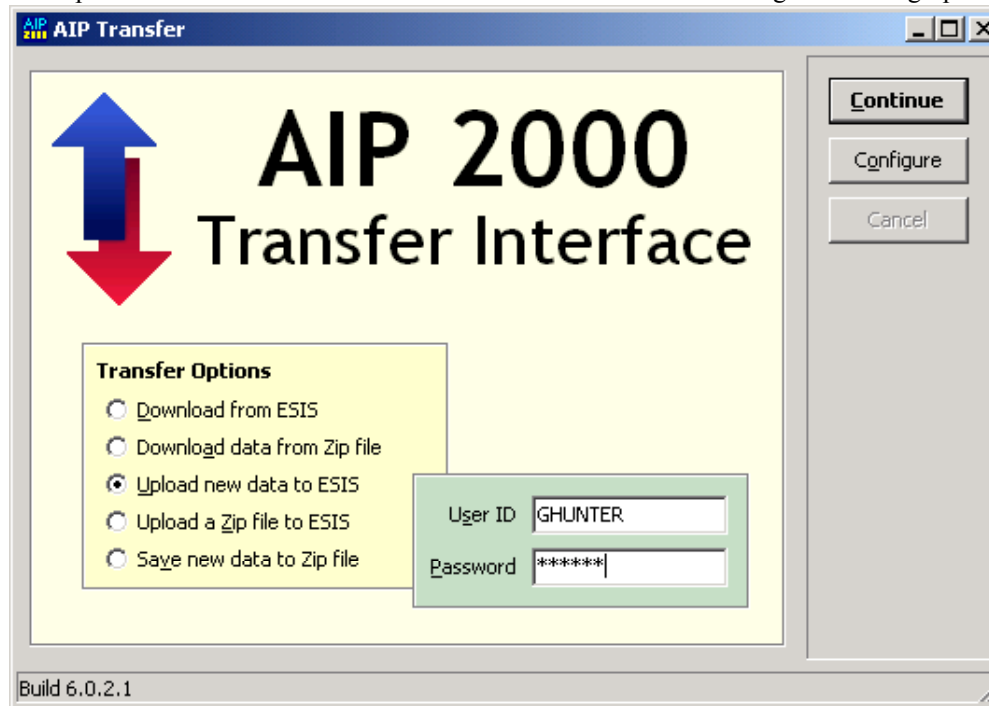 AIP Transfer
AIP 2000
Transfer Interface
Continue
Configure
Cancel
Transfer Options
Download from ESIS
Download data from Zip file
Upload new data to ESIS
Upload a Zip file to ESIS
Save new data to Zip file
User ID GHUNTER
Password ******
Build 6.0.2.1